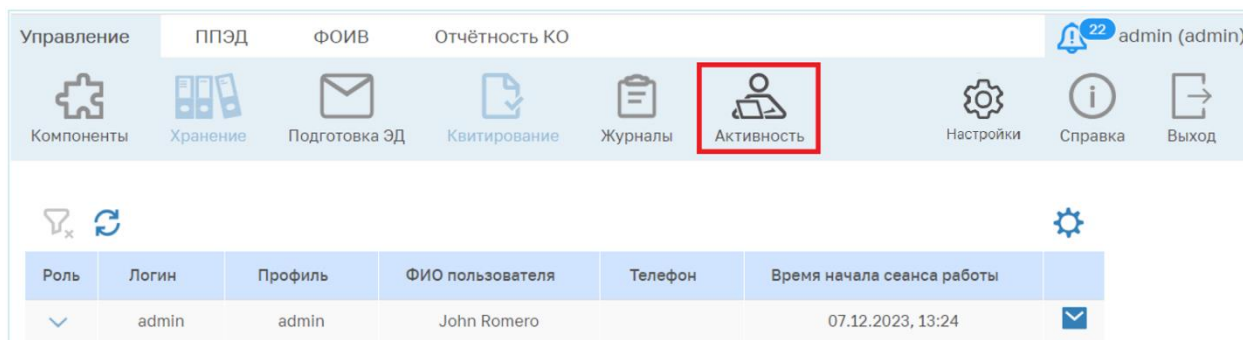 Управление ППЭД ФОИВ Отчётность КО 22 admin (admin)
Компоненты Хранение Подготовка ЭД Квитирование Журналы Активность Настройки Справка Выход
Роль Логин Профиль ФИО пользователя Телефон Время начала сеанса работы
admin admin John Romero 07.12.2023, 13:24